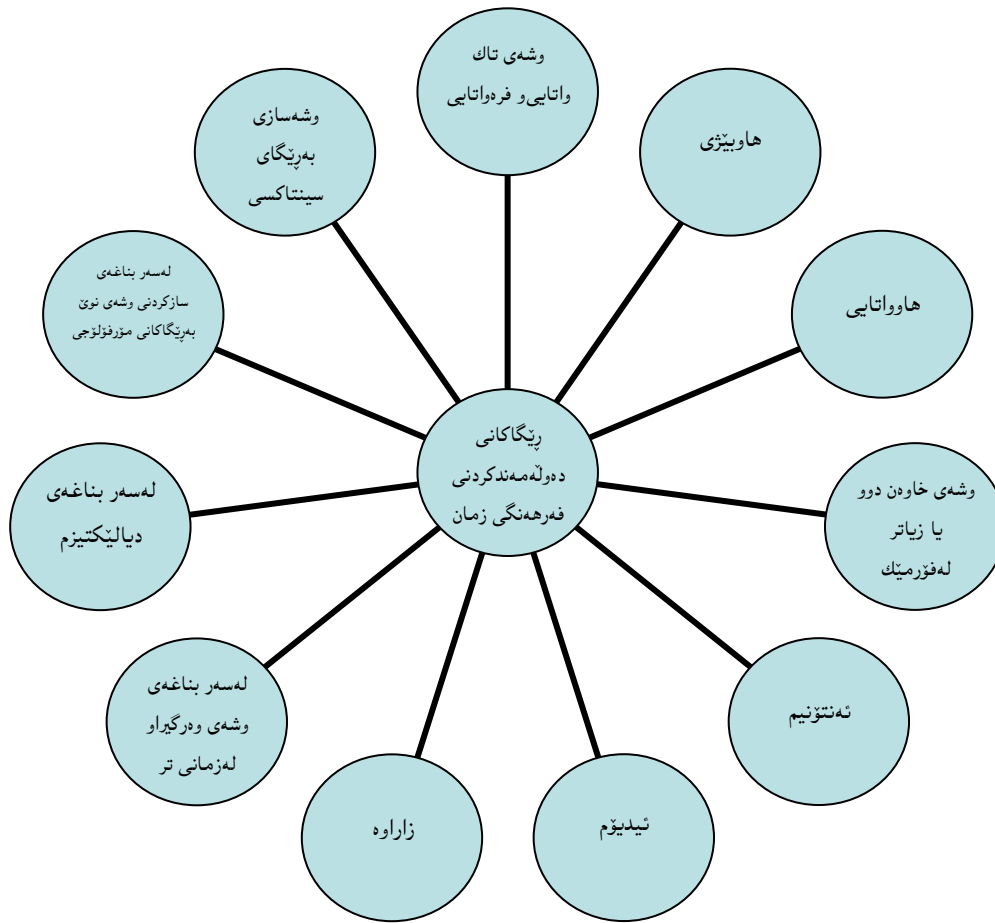 وشەی تاك
واتایی‌و فرەواتایی
هاوبێژی
هاوواتایی
وشەی خاوەن دوو
یا زیاتر
لەفۆرمێك
ئەنتۆنیم
ئیدیۆم
زاراوە
لەسەر بناغەی
وشەی وەرگیراو
لەزمانی تر
لەسەر بناغەی
دیالێکتیزم
لەسەر بناغەی
سازکردنی وشەی نوێ
بەڕێگاکانی مۆرفۆلۆجی
وشەسازی
بەڕێگای
سینتاکسی
ڕێگاکانی
دەوڵەمەندکردنی
فەرهەنگی زمان